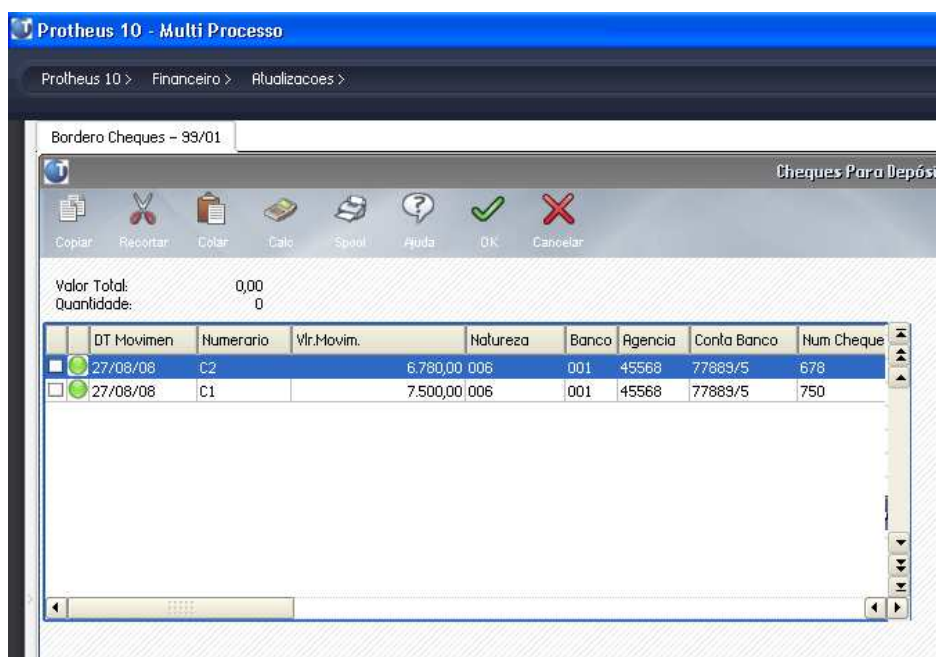 Protheus 10 - Multi Processo
Protheus 10 > Financeiro > Atualizacoes >
Bordero Cheques - 99/01
Cheques Para Depósi
Copiar Recortar Colar Calc Spool Ajuda OK Cancelar
Valor Total: 0,00
Quantidade: 0
DT Movimen Numerario Vlr.Movim. Natureza Banco Agencia Conta Banco Num Cheque
27/08/08 C2 6.780,00 006 001 45568 77889/5 678
27/08/08 C1 7.500,00 006 001 45568 77889/5 750